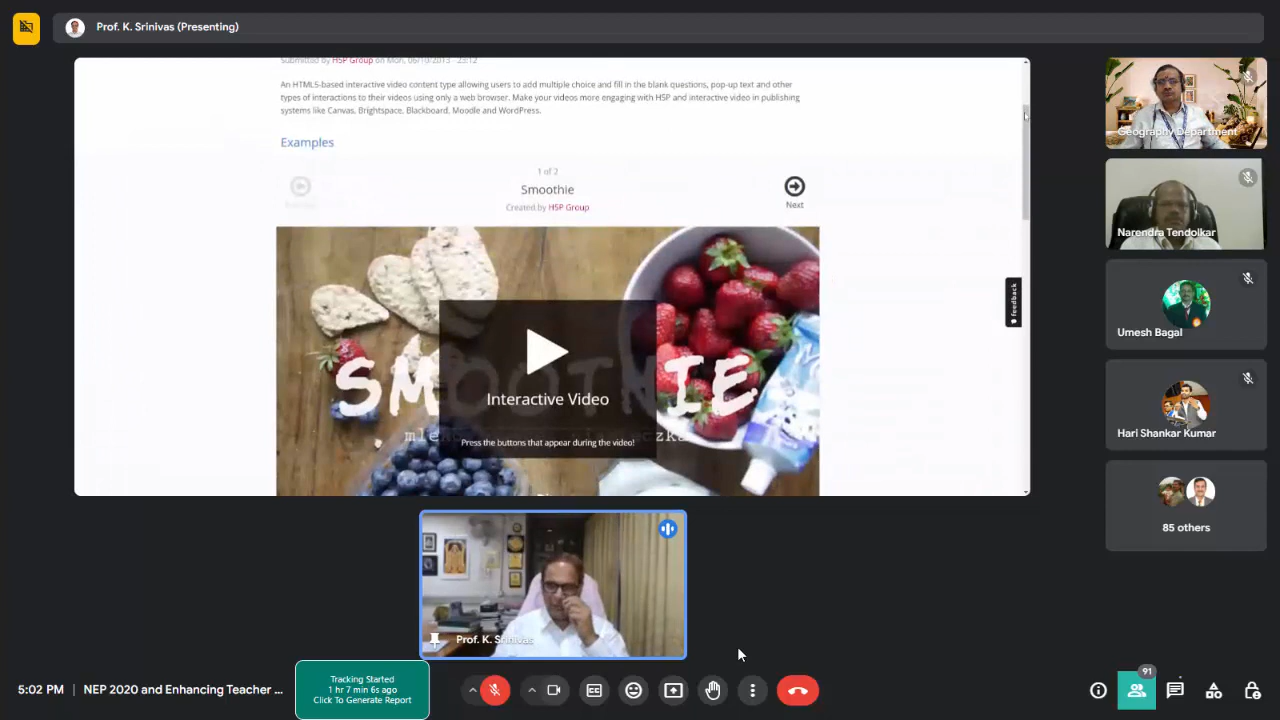 Prof. K. Srinivas (Presenting)
Submitted by H5P Group on Mon, 06/10/2013 - 23:12
An HTML5-based interactive video content type allowing users to add multiple choice and fill in the blank questions, pop-up text and other
types of interactions to their videos using only a web browser. Make your videos more engaging with H5P and interactive video in publishing
systems like Canvas, Brightspace, Blackboard, Moodle and WordPress.
Examples
1 of 2
Smoothie
Created by H5P Group
Next
SMOOTHIE
Interactive Video
Press the buttons that appear during the video!
feedback
Geography Department
Narendra Tendolkar
Umesh Bagal
Hari Shankar Kumar
85 others
Prof. K. Srinivas
5:02 PM
NEP 2020 and Enhancing Teacher ...
Tracking Started
1 hr 7 min 6s ago
Click To Generate Report
91